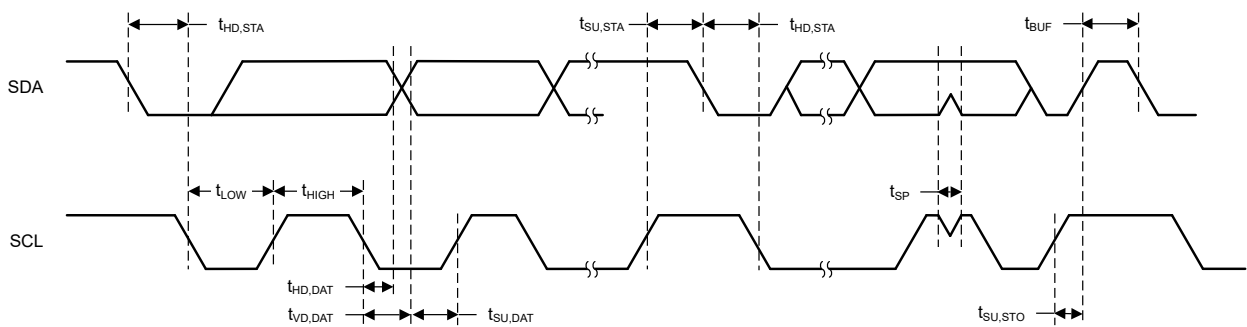 tHD,STA
tSU,STA
tHD,STA
tBUF
SDA
tLOW
tHIGH
tSP
SCL
tHD,DAT
tVD,DAT
tSU,DAT
tSU,STO